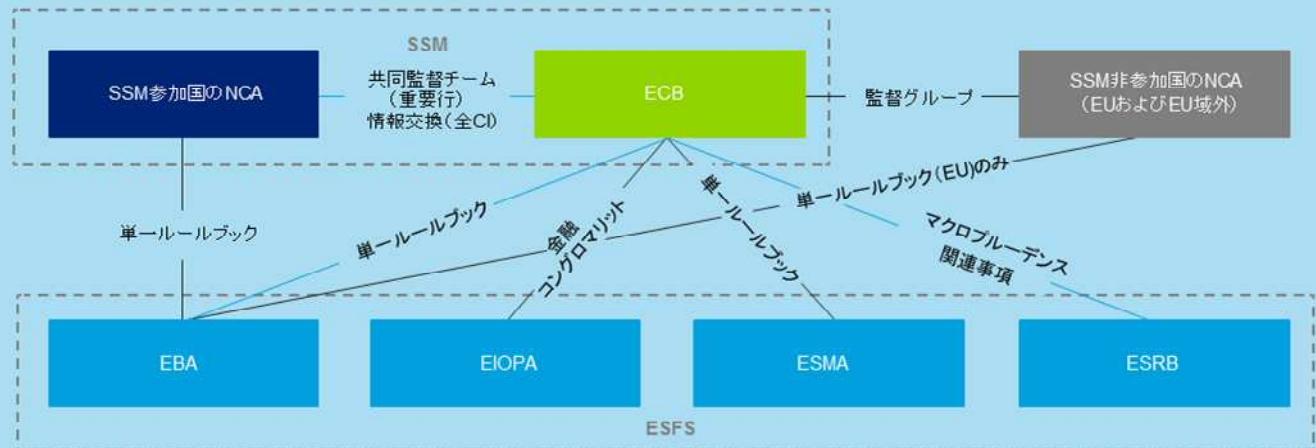 SSM
SSM参加国のNCA
共同監督チーム
（重要行）
情報交換（全CI）
ECB
監督グループ
SSM非参加国のNCA
（EUおよびEU域外）
単一ルールブック
単一ルールブック
金融
コングロマリット
単一ルールブック
単一ルールブック（EU）のみ
マクロプルーデンス
関連事項
EBA
EIOPA
ESMA
ESRB
ESFS